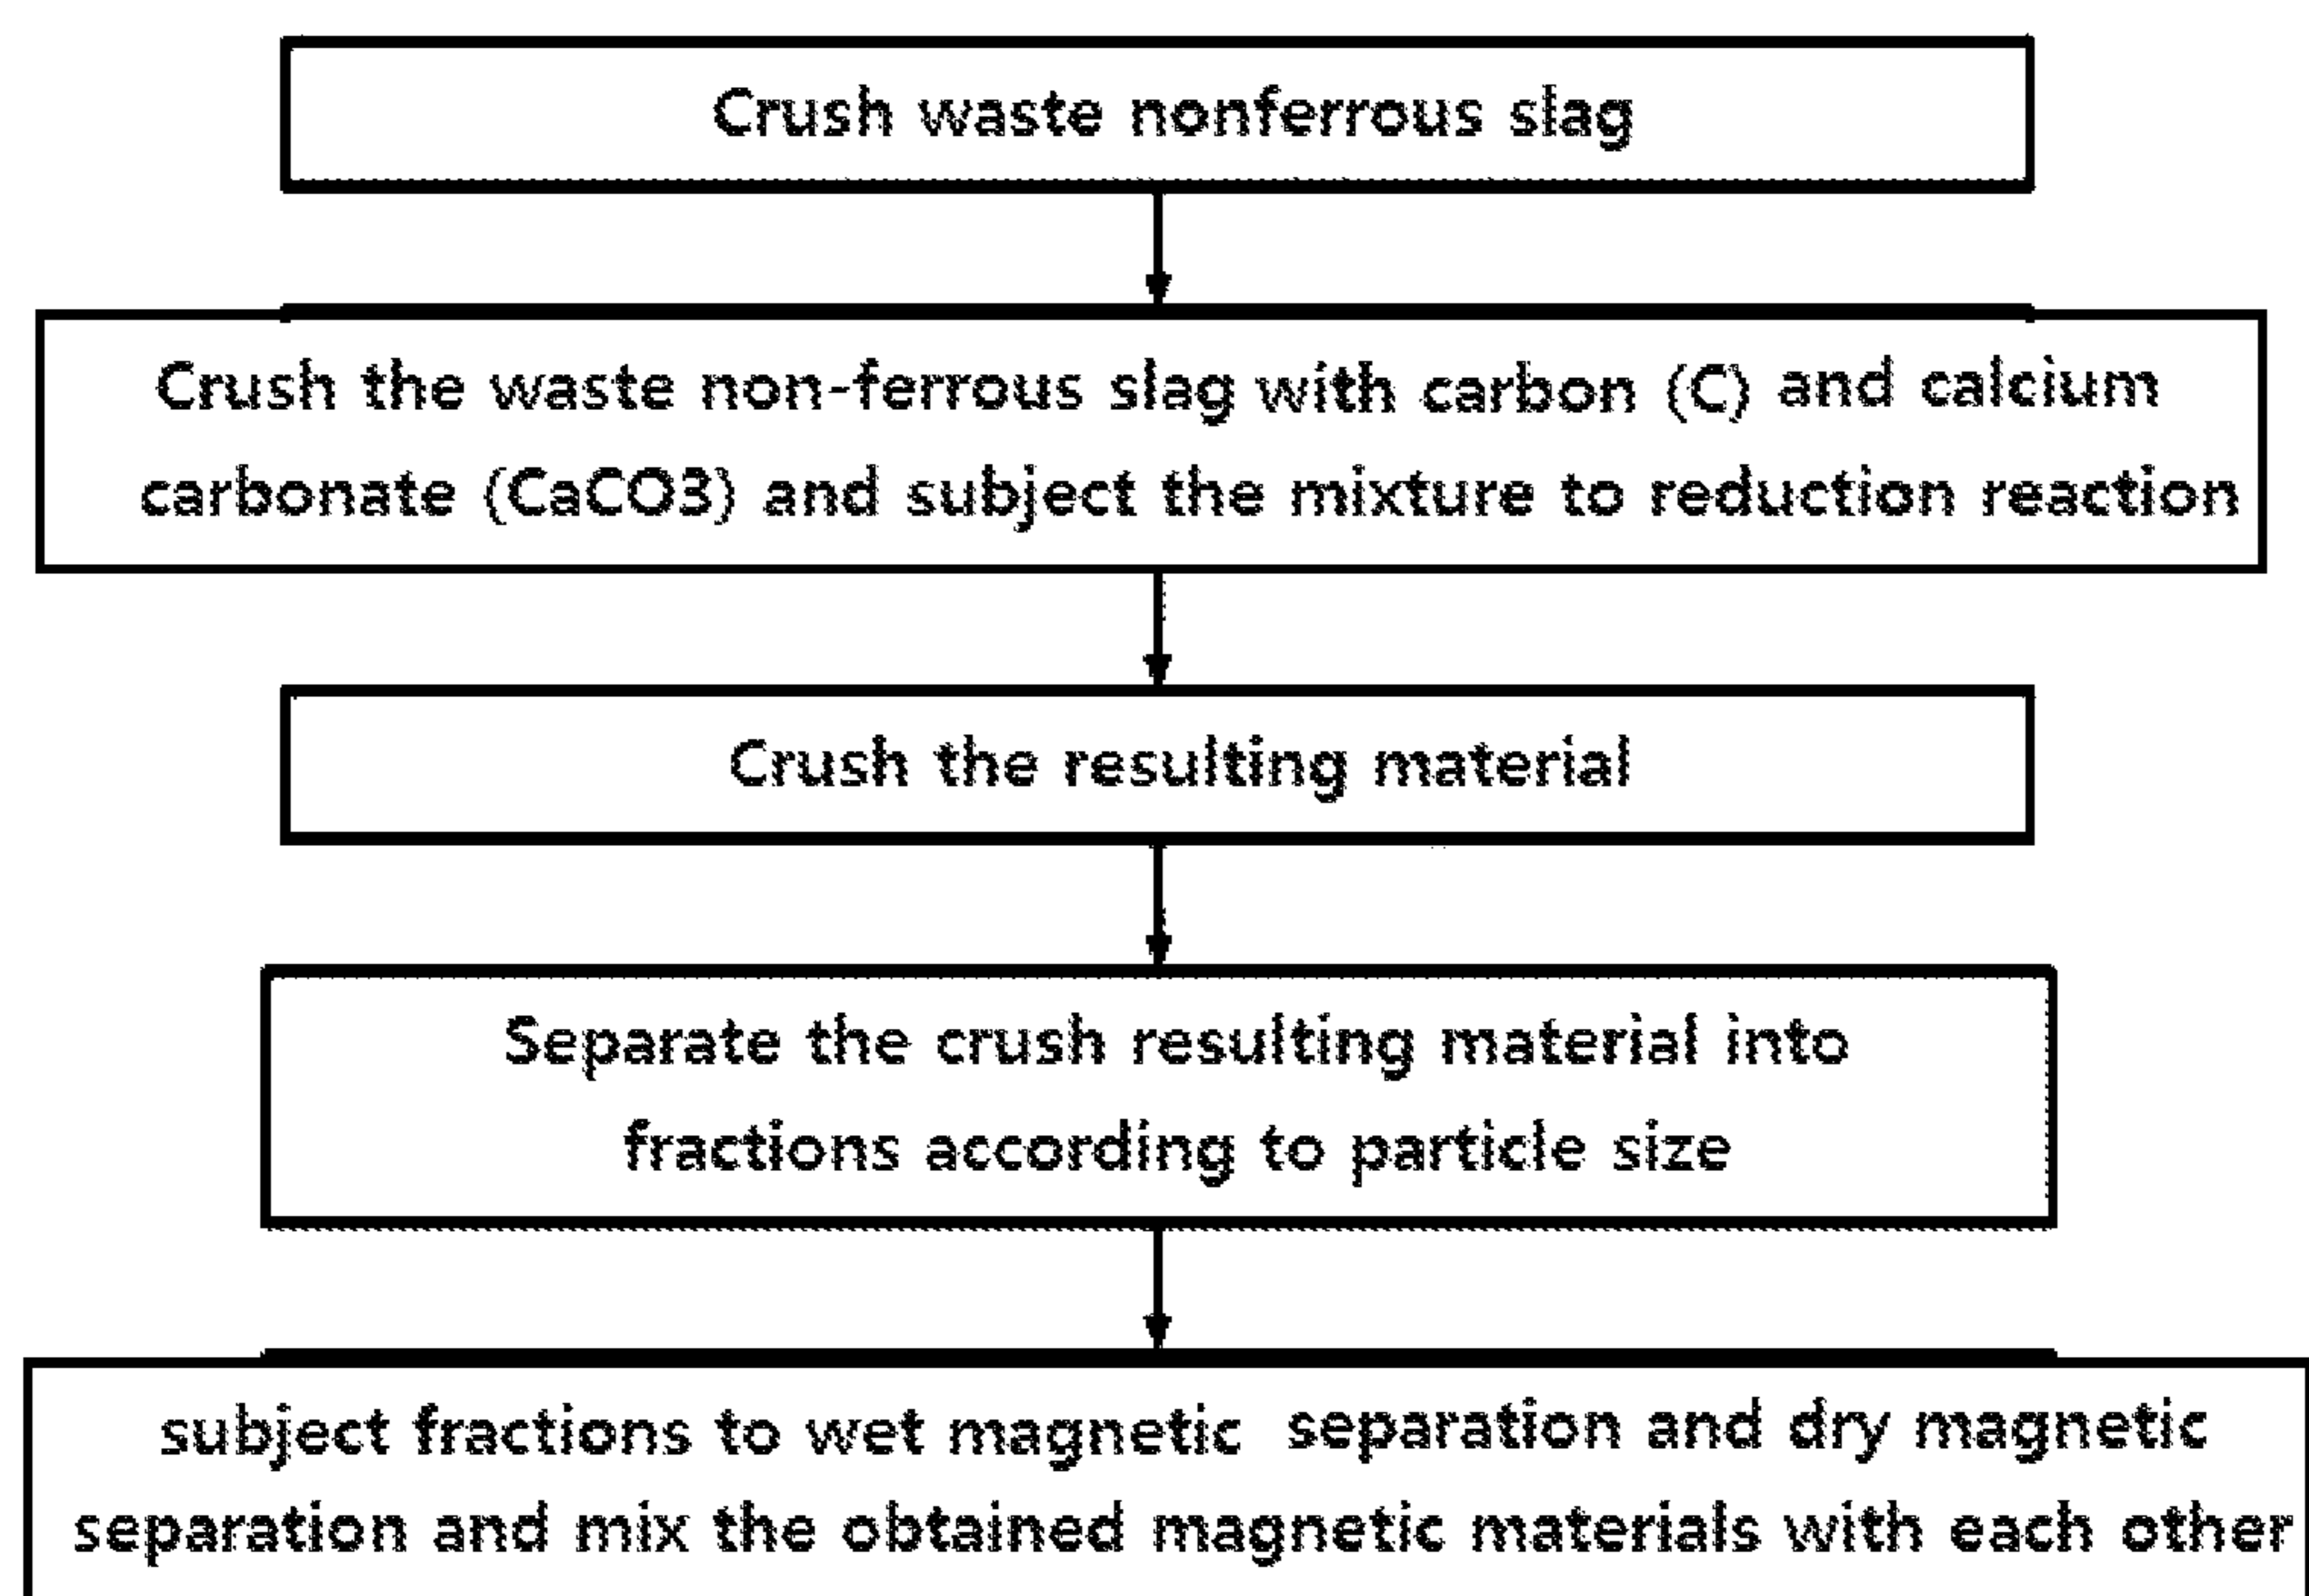 Crush waste nonferrous slag
Crush the waste non-ferrous slag with carbon (C) and calcium
carbonate (CaCO3) and subject the mixture to reduction reaction
Crush the resulting material
Separate the crush resulting material into
fractions according to particle size
subject fractions to wet magnetic separation and dry magnetic
separation and mix the obtained magnetic materials with each other